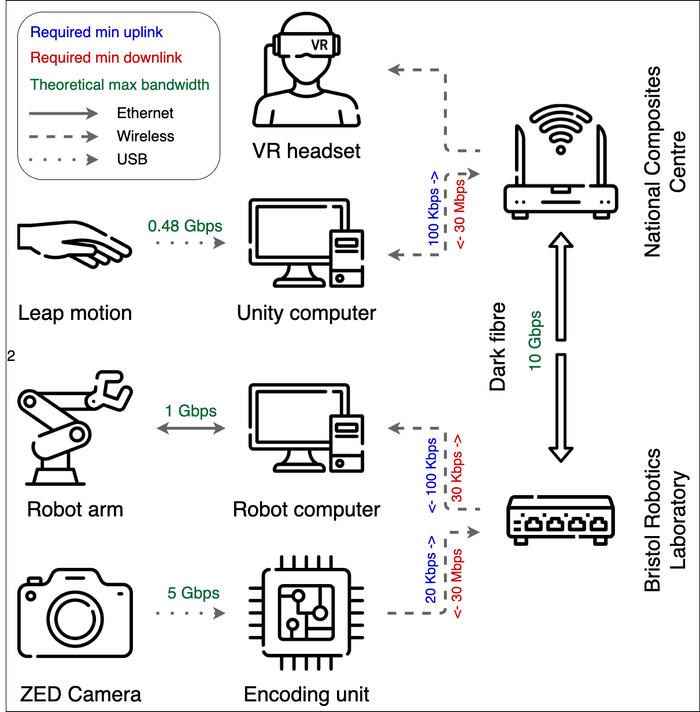 Required min uplink
Required min downlink
Theoretical max bandwidth
Ethernet
Wireless
USB
VR
VR headset
National Composites
Centre
0.48 Gbps
100 Kbps ->
<- 30 Mbps
Leap motion
Unity computer
Dark fibre
10 Gbps
2
1 Gbps
<- 100 Kbps
30 Kbps ->
Robot arm
Robot computer
Bristol Robotics
Laboratory
5 Gbps
20 Kbps ->
<- 30 Mbps
ZED Camera
Encoding unit